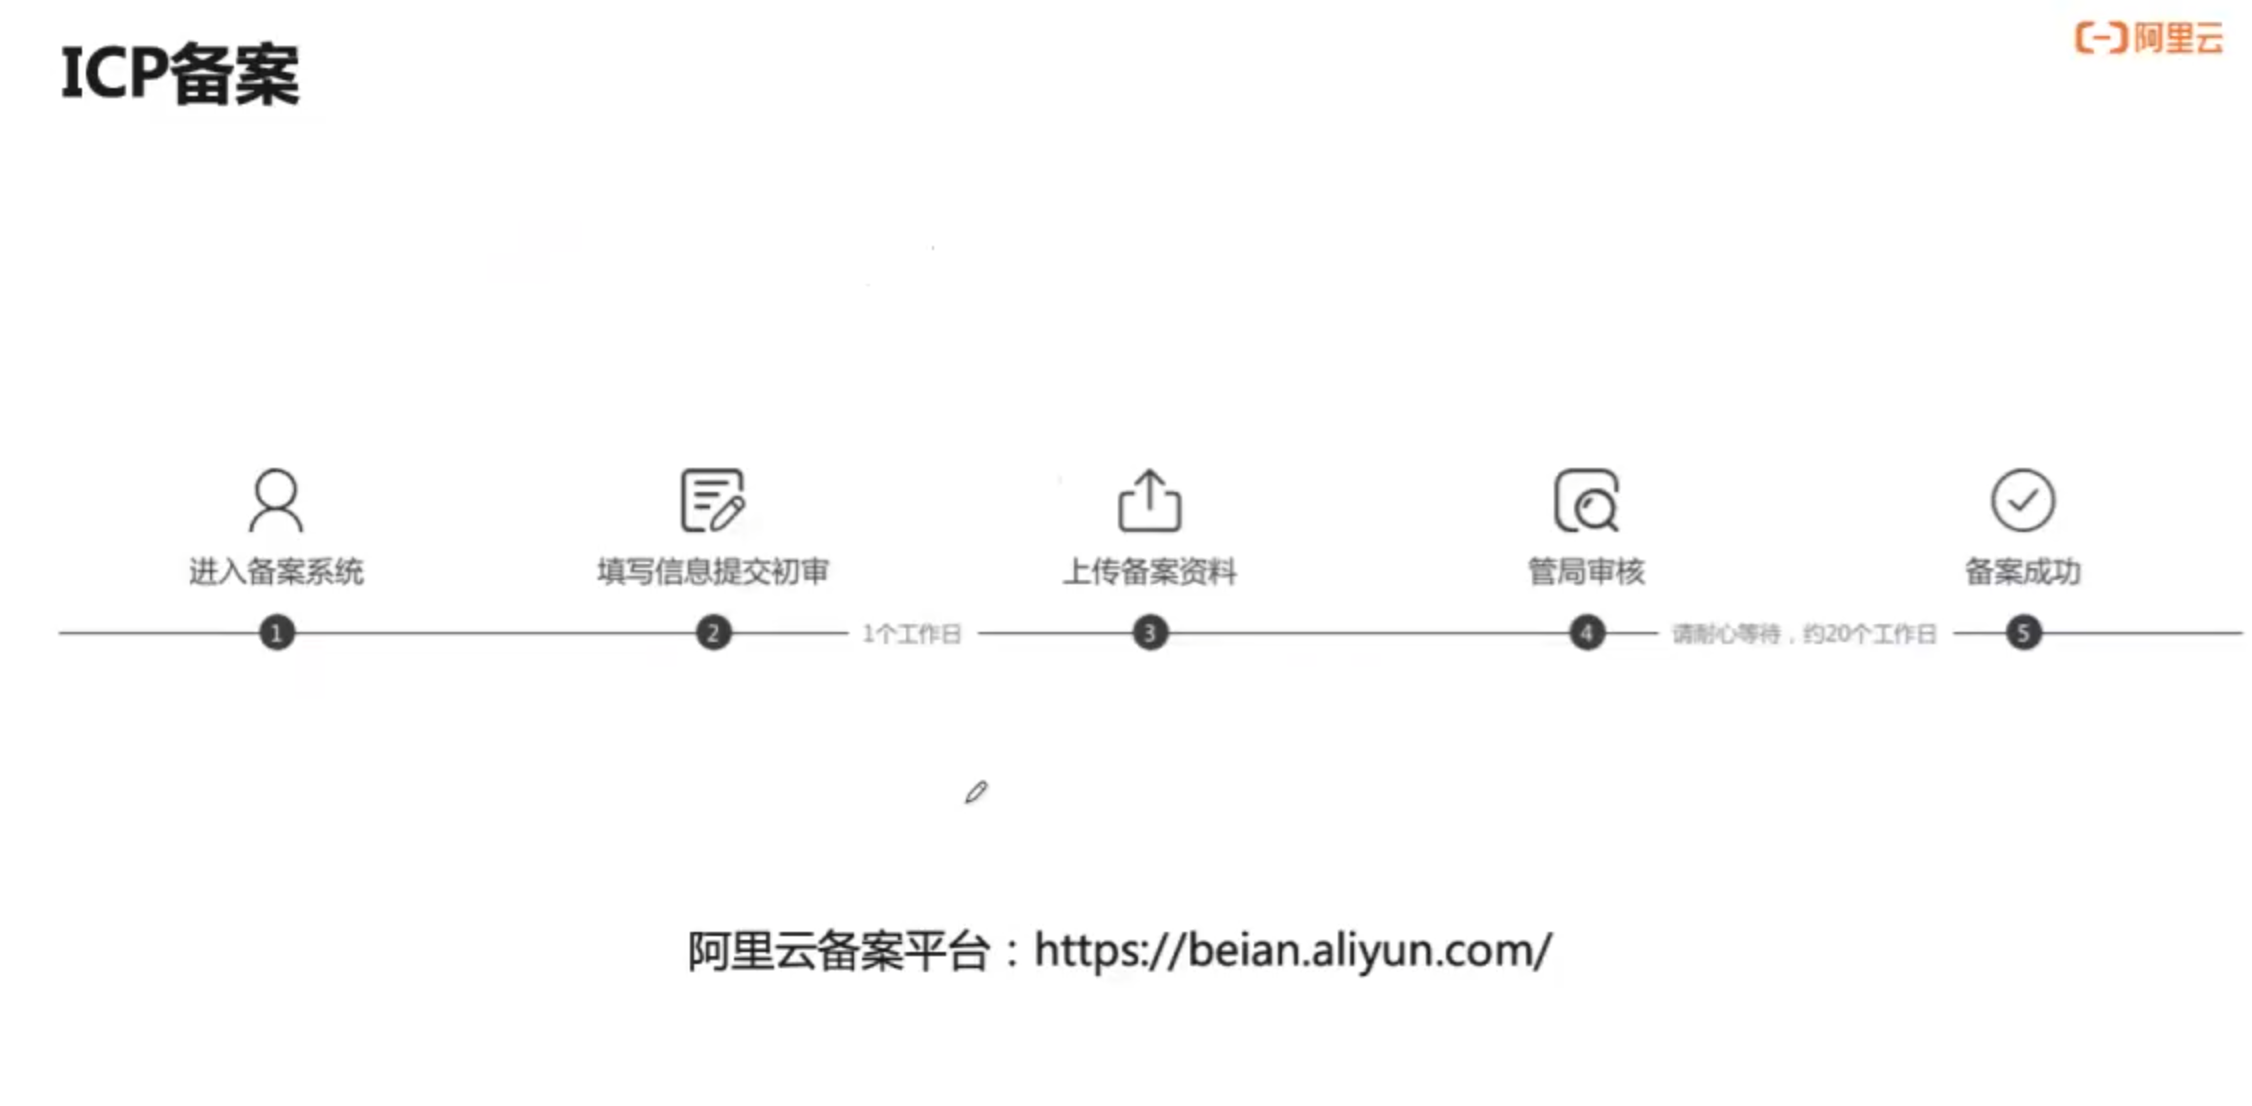 ICP备案
阿里云
进入备案系统
填写信息提交初审
上传备案资料
管局审核
备案成功
1
2
1个工作日
3
4
请耐心等待，约20个工作日
5
阿里云备案平台：https://beian.aliyun.com/